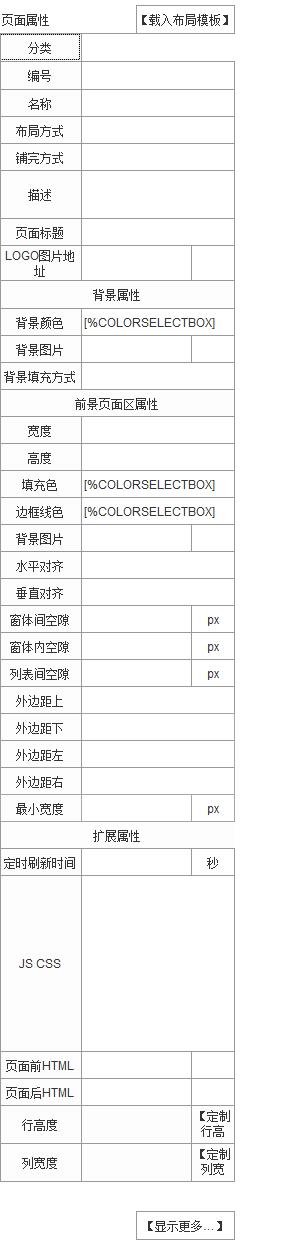 页面属性 【载入布局模板】
分类
编号
名称
布局方式
铺完方式
描述
页面标题
LOGO图片地
址
背景属性
背景颜色 [%COLORSELECTBOX]
背景图片
背景填充方式
前景页面区属性
宽度
高度
填充色 [%COLORSELECTBOX]
边框线色 [%COLORSELECTBOX]
背景图片
水平对齐
垂直对齐
窗体间空隙 px
窗体内空隙 px
列表间空隙 px
外边距上
外边距下
外边距左
外边距右
最小宽度 px
扩展属性
定时刷新时间 秒
JS CSS
页面前HTML
页面后HTML
行高度 【定制
行高
列宽度 【定制
列宽
【显示更多...】